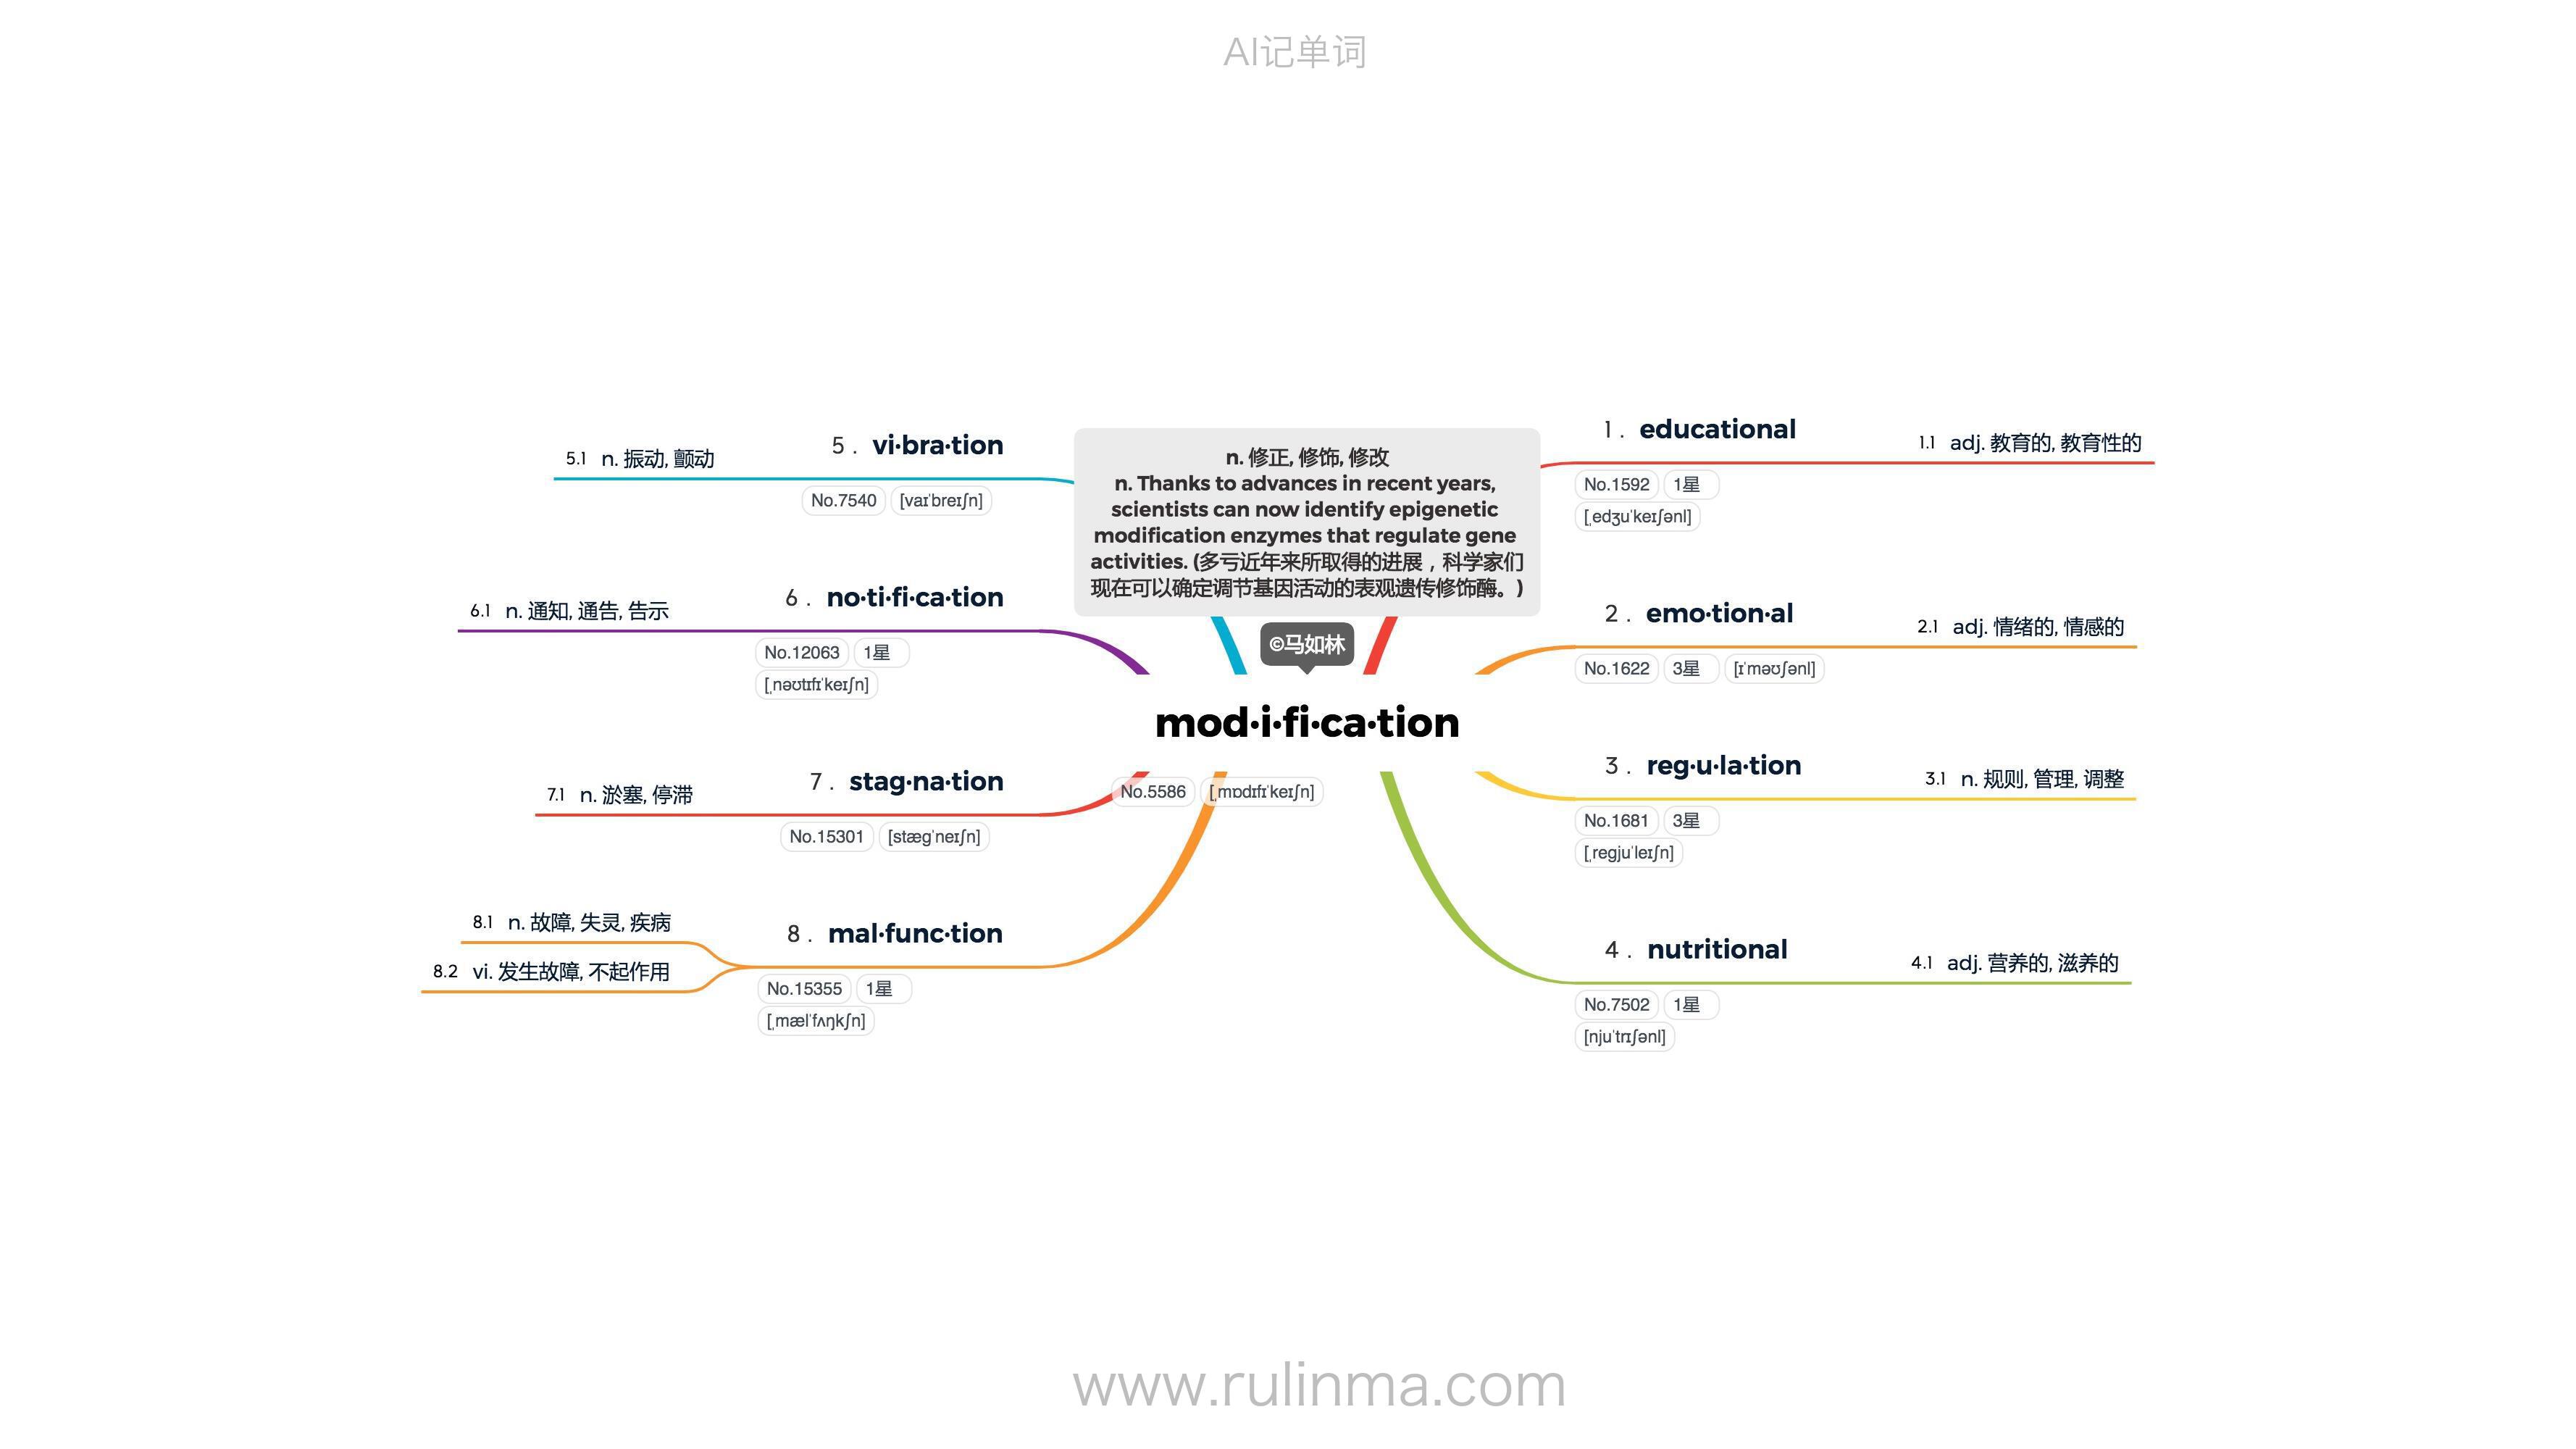 AI记单词
n. 修正, 修饰, 修改
n. Thanks to advances in recent years,
scientists can now identify epigenetic
modification enzymes that regulate gene
activities. (多亏近年来所取得的进展，科学家们
现在可以确定调节基因活动的表观遗传修饰酶。)
©马如林
mod·i·fi·ca·tion
No.5586 [ˌmɒdɪfɪˈkeɪʃn]
1 . educational
1.1 adj. 教育的, 教育性的
No.1592 1星
[ˌedʒuˈkeɪʃənl]
2 . emo·tion·al
2.1 adj. 情绪的, 情感的
No.1622 3星 [ɪˈməʊʃənl]
3 . reg·u·la·tion
3.1 n. 规则, 管理, 调整
No.1681 3星
[ˌregjuˈleɪʃn]
4 . nutritional
4.1 adj. 营养的, 滋养的
No.7502 1星
[njuˈtrɪʃənl]
5 . vi·bra·tion
5.1 n. 振动, 颤动
No.7540 [vaɪˈbreɪʃn]
6 . no·ti·fi·ca·tion
6.1 n. 通知, 通告, 告示
No.12063 1星
[ˌnəʊtɪfɪˈkeɪʃn]
7 . stag·na·tion
7.1 n. 淤塞, 停滞
No.15301 [stæɡˈneɪʃn]
8 . mal·func·tion
8.1 n. 故障, 失灵, 疾病
8.2 vi. 发生故障, 不起作用
No.15355 1星
[ˌmælˈfʌŋkʃn]
www.rulinma.com